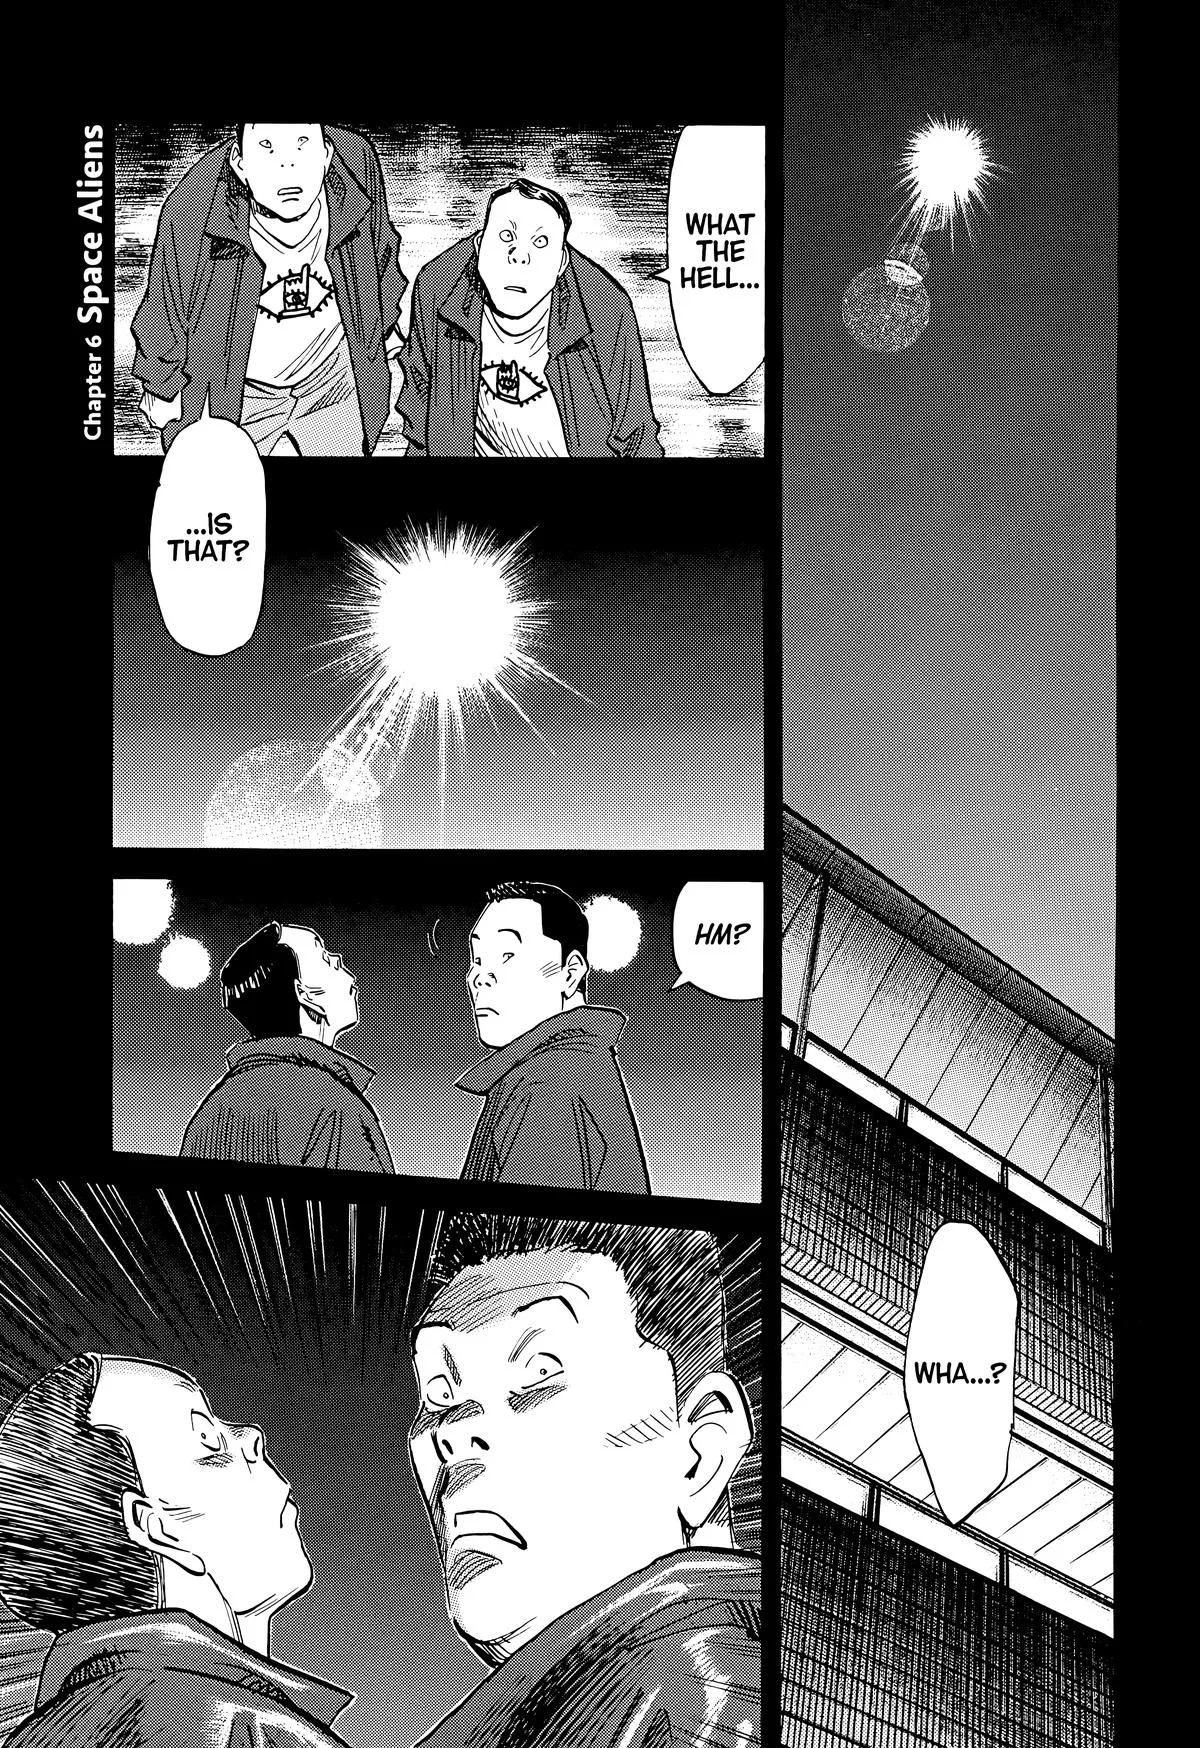 Chapter 6 Space Aliens
WHA...?
WHAT
THE
HELL...
...IS
THAT?
HM?